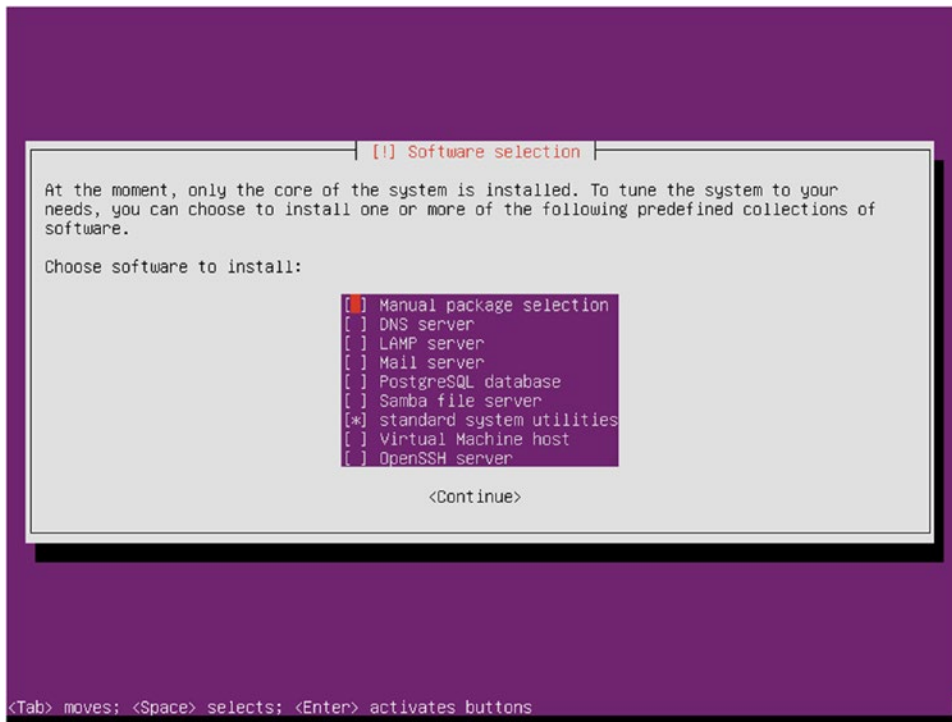 [!] Software selection
At the moment, only the core of the system is installed. To tune the system to your
needs, you can choose to install one or more of the following predefined collections of
software.
Choose software to install:
[ ] Manual package selection
[ ] DNS server
[ ] LAMP server
[ ] Mail server
[ ] PostgreSQL database
[ ] Samba file server
[*] standard system utilities
[ ] Virtual Machine host
[ ] OpenSSH server
<Continue>
<Tab> moves; <Space> selects; <Enter> activates buttons